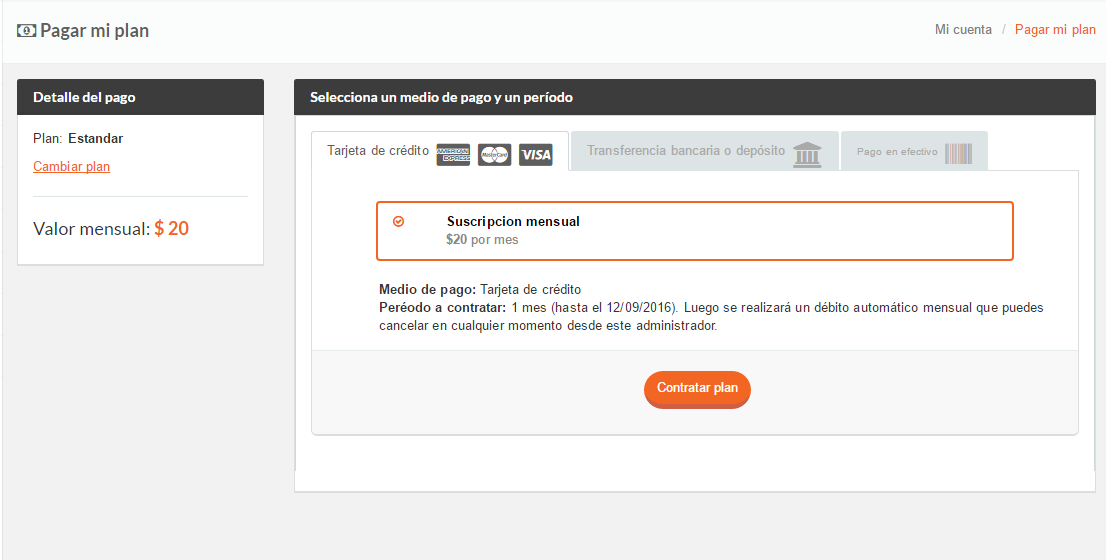 Pagar mi plan
Mi cuenta / Pagar mi plan
Detalle del pago
Plan: Estandar
Cambiar plan
Valor mensual: $ 20
Selecciona un medio de pago y un período
Tarjeta de crédito AMERICAN EXPRESS MasterCard VISA
Transferencia bancaria o depósito
Pago en efectivo
Suscripcion mensual
$20 por mes
Medio de pago: Tarjeta de crédito
Peréodo a contratar: 1 mes (hasta el 12/09/2016). Luego se realizará un débito automático mensual que puedes
cancelar en cualquier momento desde este administrador.
Contratar plan